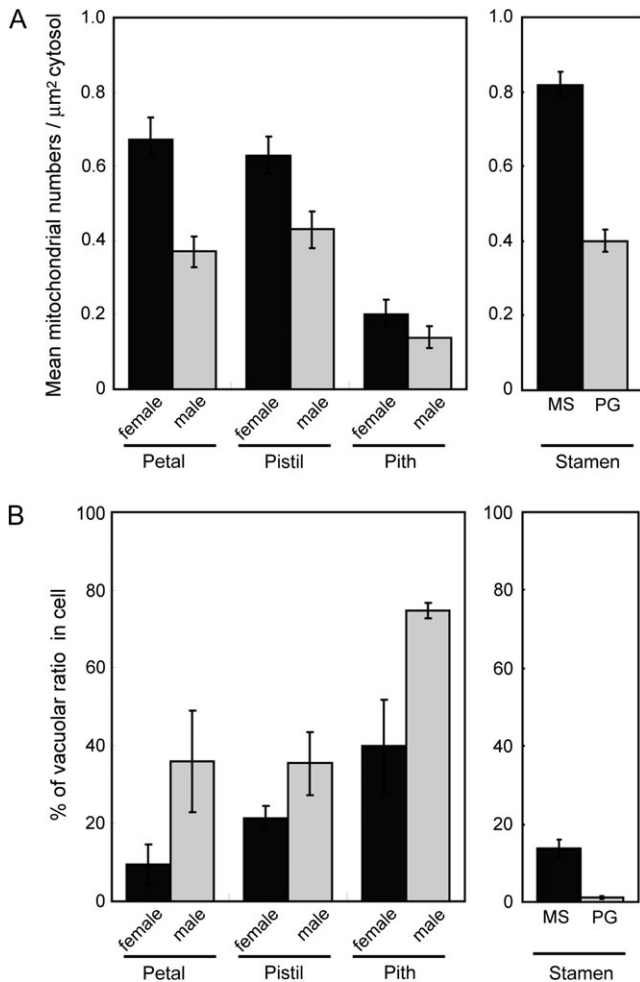 A
Mean mitochondrial numbers / μm² cytosol
1.0
0.8
0.6
0.4
0.2
0
female
male
female
male
female
male
Petal
Pistil
Pith
1.0
0.8
0.6
0.4
0.2
0
MS
PG
Stamen
B
% of vacuolar ratio in cell
100
80
60
40
20
0
female
male
female
male
female
male
Petal
Pistil
Pith
100
80
60
40
20
0
MS
PG
Stamen